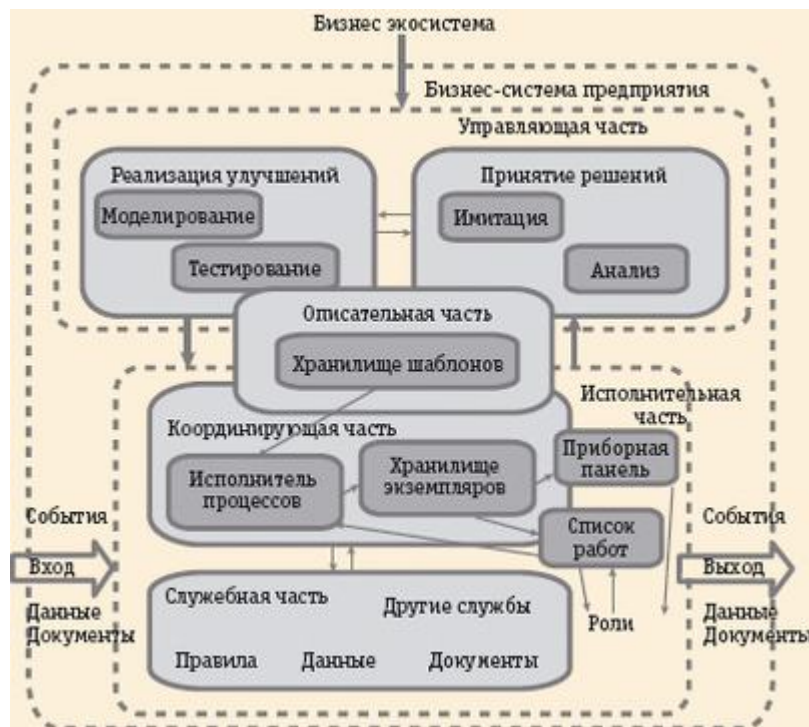 Бизнес экосистема
Бизнес-система предприятия
Управляющая часть
Реализация улучшений
Моделирование
Тестирование
Принятие решений
Имитация
Анализ
Описательная часть
Хранилище шаблонов
Исполнительная
часть
Координирующая часть
Исполнитель
процессов
Хранилище
экземпляров
Приборная
панель
Список
работ
События
Вход
Данные
Документы
События
Выход
Данные
Документы
Служебная часть
Другие службы
Правила
Данные
Документы
Роли